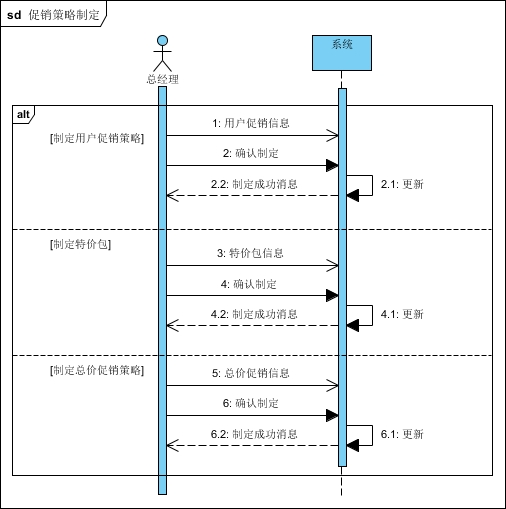 sd 促销策略制定
总经理
系统
alt
[制定用户促销策略]
1: 用户促销信息
2: 确认制定
2.1: 更新
2.2: 制定成功消息
[制定特价包]
3: 特价包信息
4: 确认制定
4.1: 更新
4.2: 制定成功消息
[制定总价促销策略]
5: 总价促销信息
6: 确认制定
6.1: 更新
6.2: 制定成功消息